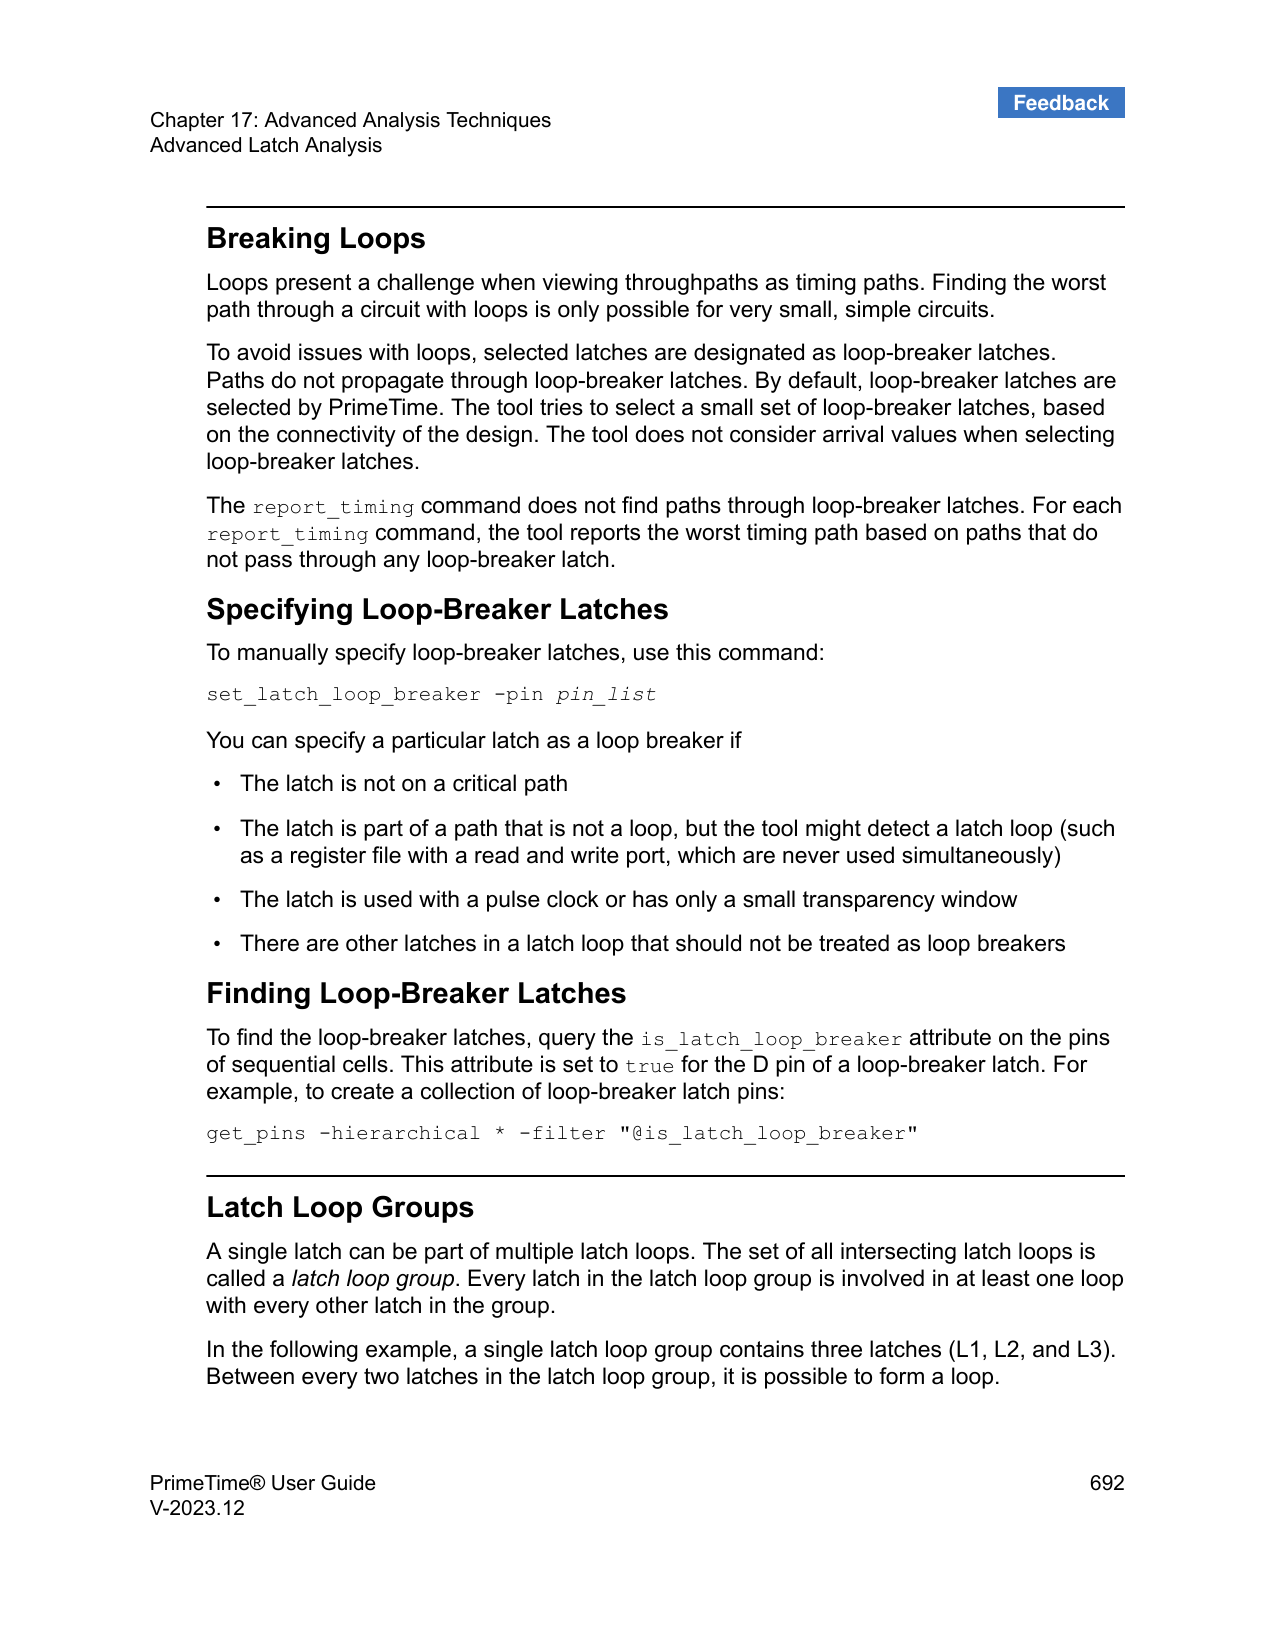 Feedback
Chapter 17: Advanced Analysis Techniques
Advanced Latch Analysis
Breaking Loops
Loops present a challenge when viewing throughpaths as timing paths. Finding the worst
path through a circuit with loops is only possible for very small, simple circuits.
To avoid issues with loops, selected latches are designated as loop-breaker latches.
Paths do not propagate through loop-breaker latches. By default, loop-breaker latches are
selected by PrimeTime. The tool tries to select a small set of loop-breaker latches, based
on the connectivity of the design. The tool does not consider arrival values when selecting
loop-breaker latches.
The report_timing command does not find paths through loop-breaker latches. For each
report_timing command, the tool reports the worst timing path based on paths that do
not pass through any loop-breaker latch.
Specifying Loop-Breaker Latches
To manually specify loop-breaker latches, use this command:
set_latch_loop_breaker -pin pin_list
You can specify a particular latch as a loop breaker if
• The latch is not on a critical path
• The latch is part of a path that is not a loop, but the tool might detect a latch loop (such
as a register file with a read and write port, which are never used simultaneously)
• The latch is used with a pulse clock or has only a small transparency window
• There are other latches in a latch loop that should not be treated as loop breakers
Finding Loop-Breaker Latches
To find the loop-breaker latches, query the is_latch_loop_breaker attribute on the pins
of sequential cells. This attribute is set to true for the D pin of a loop-breaker latch. For
example, to create a collection of loop-breaker latch pins:
get_pins -hierarchical * -filter "@is_latch_loop_breaker"
Latch Loop Groups
A single latch can be part of multiple latch loops. The set of all intersecting latch loops is
called a latch loop group. Every latch in the latch loop group is involved in at least one loop
with every other latch in the group.
In the following example, a single latch loop group contains three latches (L1, L2, and L3).
Between every two latches in the latch loop group, it is possible to form a loop.
PrimeTime® User Guide
692
V-2023.12